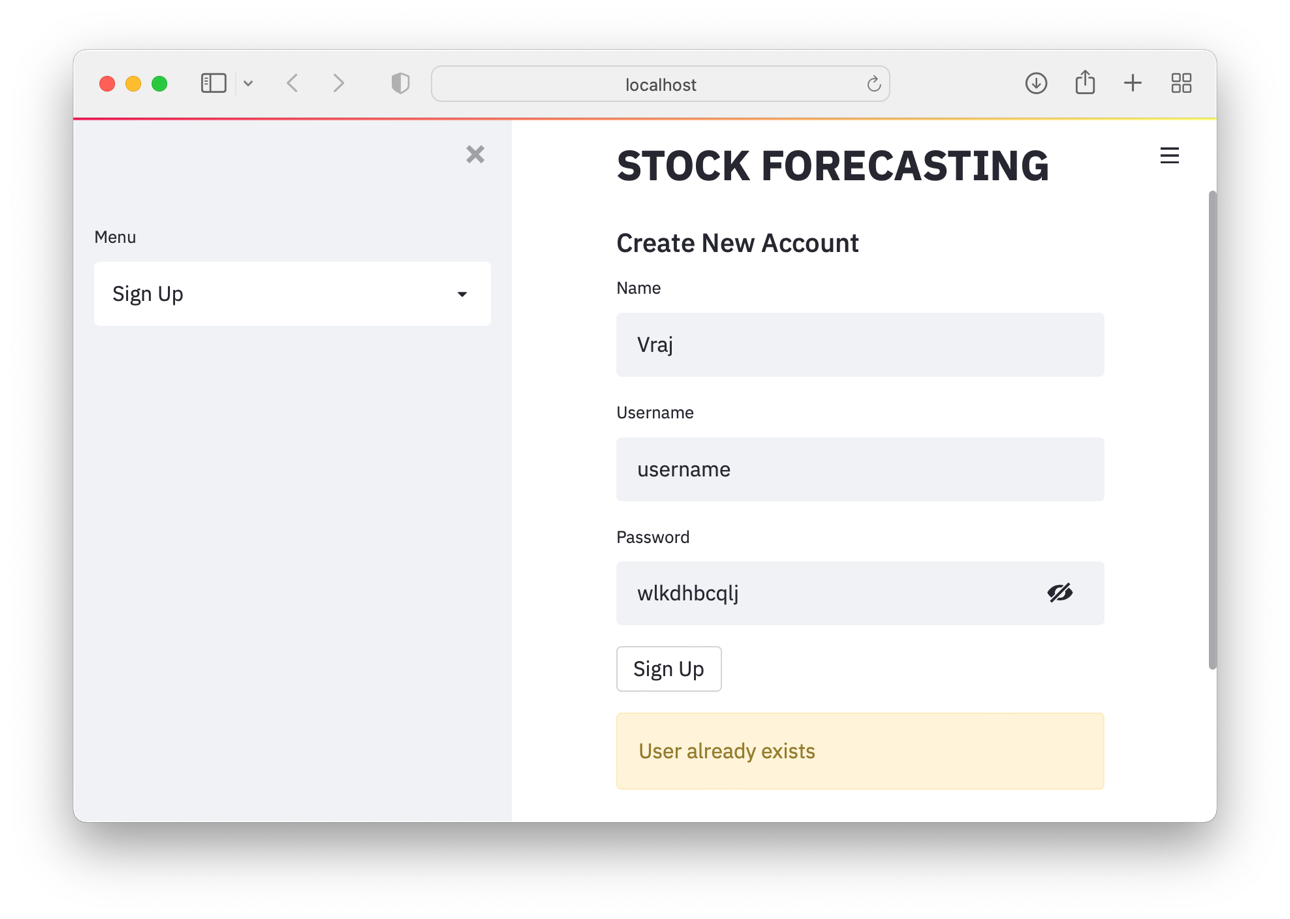 localhost
Menu
Sign Up
STOCK FORECASTING
Create New Account
Name
Vraj
Username
username
Password
wlkdhbcqlj
Sign Up
User already exists